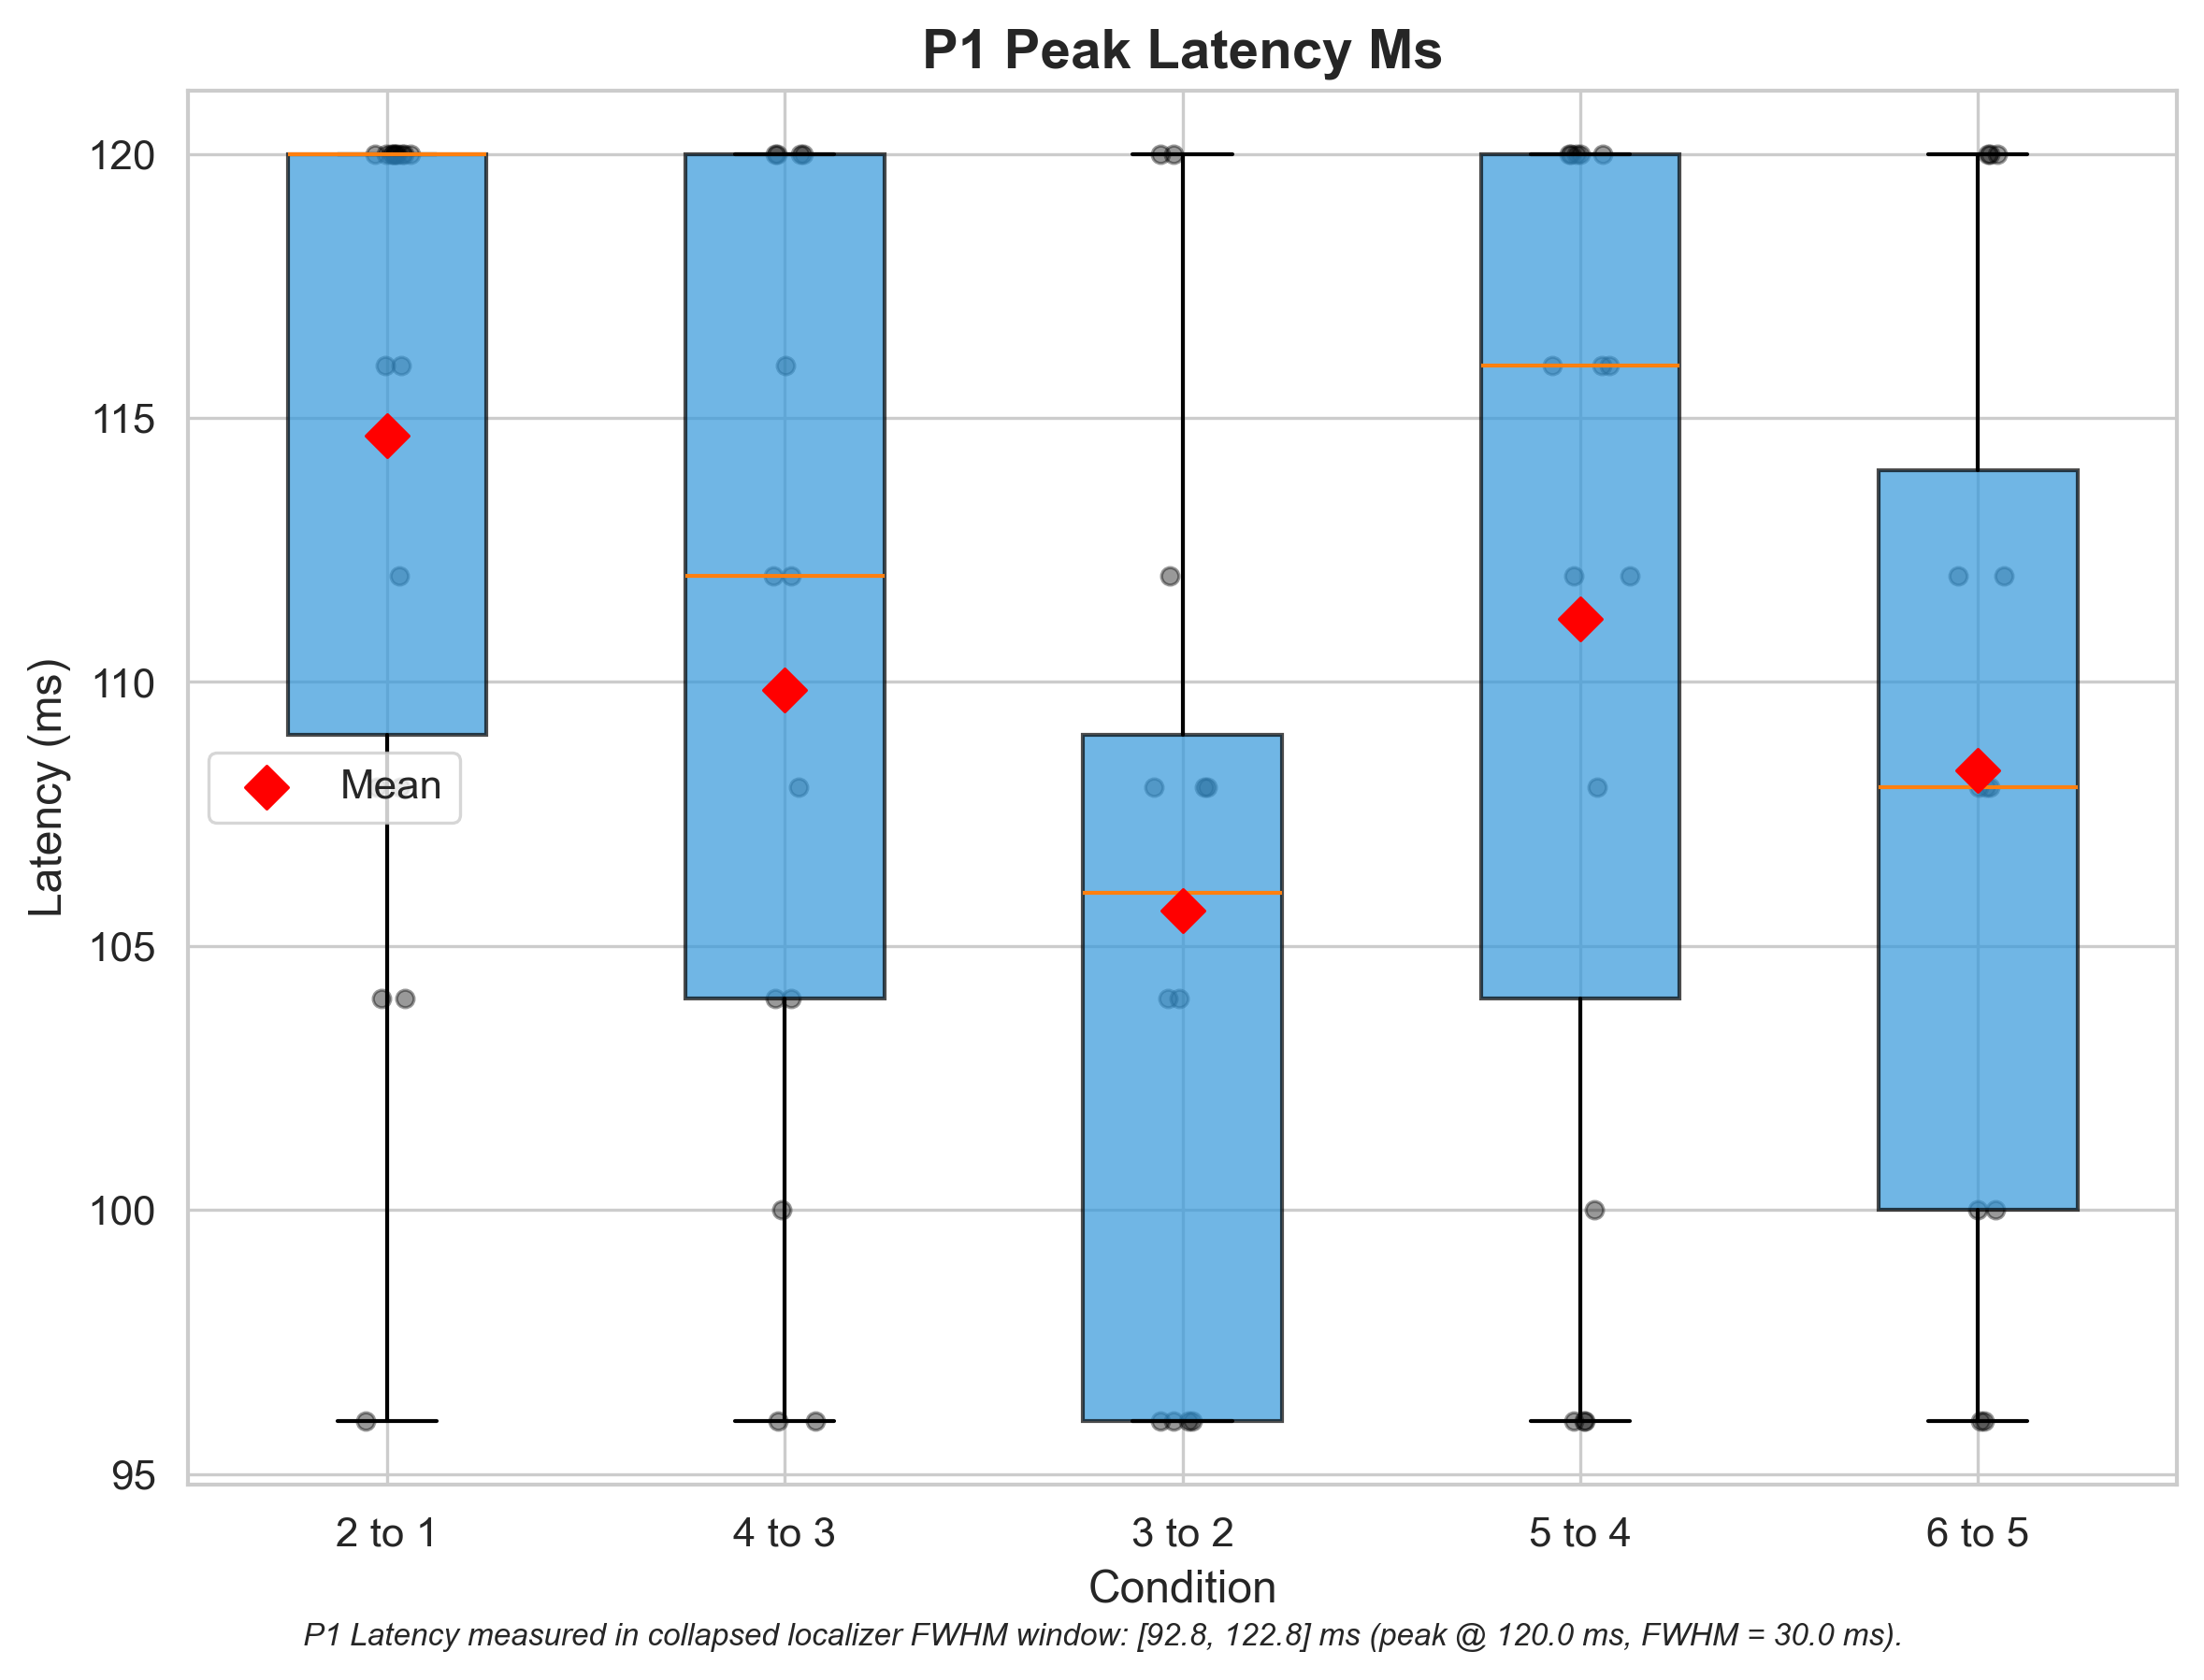 P1 Peak Latency Ms
Latency (ms)
120
115
110
105
100
95
Mean
2 to 1
4 to 3
3 to 2
5 to 4
6 to 5
Condition
P1 Latency measured in collapsed localizer FWHM window: [92.8, 122.8] ms (peak @ 120.0 ms, FWHM = 30.0 ms).